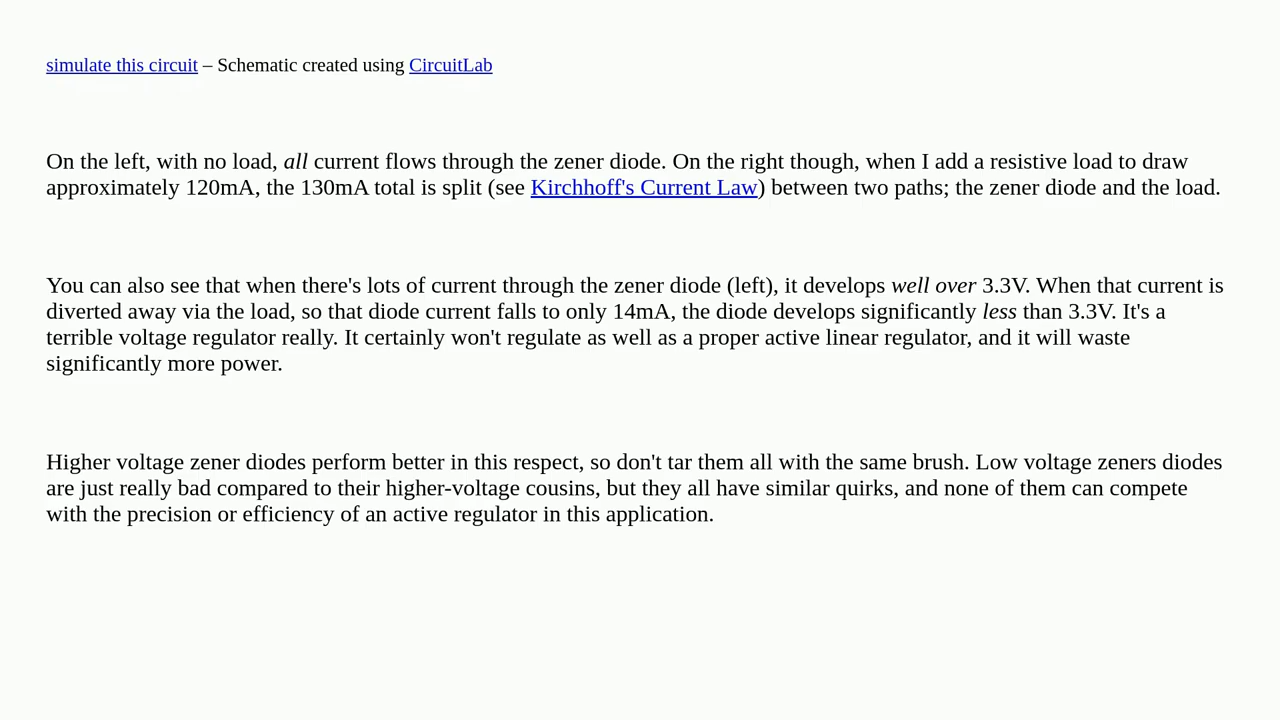 simulate this circuit – Schematic created using CircuitLab
On the left, with no load, all current flows through the zener diode. On the right though, when I add a resistive load to draw
approximately 120mA, the 130mA total is split (see Kirchhoff's Current Law) between two paths; the zener diode and the load.
You can also see that when there's lots of current through the zener diode (left), it develops well over 3.3V. When that current is
diverted away via the load, so that diode current falls to only 14mA, the diode develops significantly less than 3.3V. It's a
terrible voltage regulator really. It certainly won't regulate as well as a proper active linear regulator, and it will waste
significantly more power.
Higher voltage zener diodes perform better in this respect, so don't tar them all with the same brush. Low voltage zeners diodes
are just really bad compared to their higher-voltage cousins, but they all have similar quirks, and none of them can compete
with the precision or efficiency of an active regulator in this application.